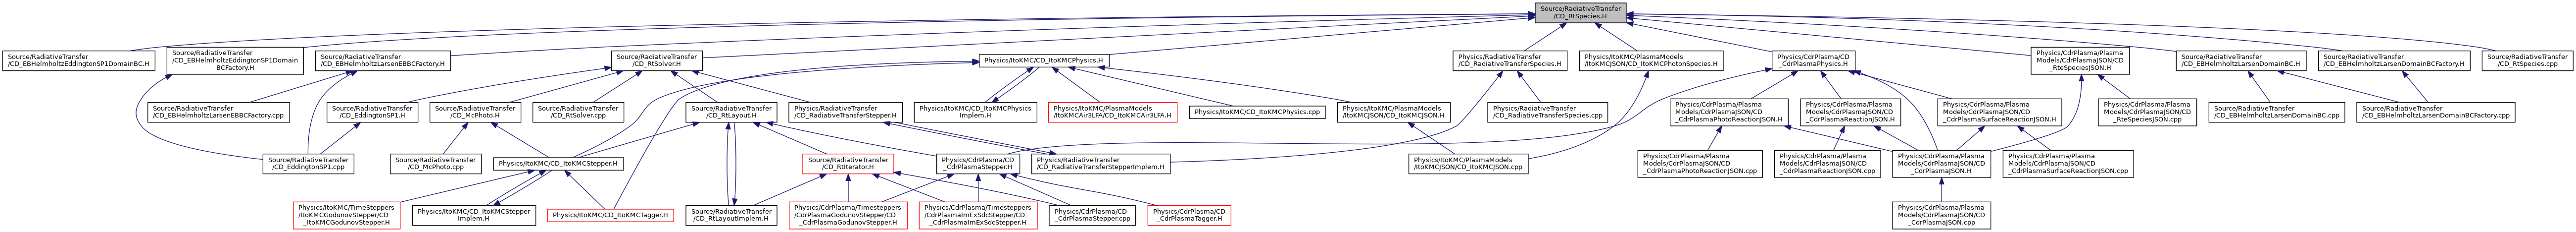 Source/RadiativeTransfer
/CD_RtSpecies.H
Source/RadiativeTransfer
/CD_EBHelmholtzEddingtonSP1DomainBC.H
Source/RadiativeTransfer
/CD_EBHelmholtzEddingtonSP1Domain
BCFactory.H
Source/RadiativeTransfer
/CD_EBHelmholtzLarsenEBBCFactory.H
Source/RadiativeTransfer
/CD_RtSolver.H
Physics/ItoKMC/CD_ItoKMCPhysics.H
Physics/RadiativeTransfer
/CD_RadiativeTransferSpecies.H
Physics/ItoKMC/PlasmaModels
/ItoKMCJSON/CD_ItoKMCPhotonSpecies.H
Physics/CdrPlasma/CD
_CdrPlasmaPhysics.H
Physics/CdrPlasma/Plasma
Models/CdrPlasmaJSON/CD
_RteSpeciesJSON.H
Source/RadiativeTransfer
/CD_EBHelmholtzLarsenDomainBC.H
Source/RadiativeTransfer
/CD_EBHelmholtzLarsenDomainBCFactory.H
Source/RadiativeTransfer
/CD_RtSpecies.cpp
Source/RadiativeTransfer
/CD_EBHelmholtzLarsenEBBCFactory.cpp
Source/RadiativeTransfer
/CD_EddingtonSP1.H
Source/RadiativeTransfer
/CD_McPhoto.H
Source/RadiativeTransfer
/CD_RtSolver.cpp
Source/RadiativeTransfer
/CD_RtLayout.H
Physics/RadiativeTransfer
/CD_RadiativeTransferStepper.H
Physics/ItoKMC/CD_ItoKMCPhysics
Implem.H
Physics/ItoKMC/PlasmaModels
/ItoKMCAir3LFA/CD_ItoKMCAir3LFA.H
Physics/ItoKMC/CD_ItoKMCPhysics.cpp
Physics/ItoKMC/PlasmaModels
/ItoKMCJSON/CD_ItoKMCJSON.H
Physics/RadiativeTransfer
/CD_RadiativeTransferSpecies.cpp
Physics/CdrPlasma/Plasma
Models/CdrPlasmaJSON/CD
_CdrPlasmaPhotoReactionJSON.H
Physics/CdrPlasma/Plasma
Models/CdrPlasmaJSON/CD
_CdrPlasmaReactionJSON.H
Physics/CdrPlasma/Plasma
Models/CdrPlasmaJSON/CD
_CdrPlasmaSurfaceReactionJSON.H
Physics/CdrPlasma/Plasma
Models/CdrPlasmaJSON/CD
_RteSpeciesJSON.cpp
Source/RadiativeTransfer
/CD_EBHelmholtzLarsenDomainBC.cpp
Source/RadiativeTransfer
/CD_EBHelmholtzLarsenDomainBCFactory.cpp
Source/RadiativeTransfer
/CD_EddingtonSP1.cpp
Source/RadiativeTransfer
/CD_McPhoto.cpp
Physics/ItoKMC/CD_ItoKMCStepper.H
Source/RadiativeTransfer
/CD_RtIterator.H
Physics/CdrPlasma/CD
_CdrPlasmaStepper.H
Physics/RadiativeTransfer
/CD_RadiativeTransferStepperImplem.H
Physics/ItoKMC/PlasmaModels
/ItoKMCJSON/CD_ItoKMCJSON.cpp
Physics/CdrPlasma/Plasma
Models/CdrPlasmaJSON/CD
_CdrPlasmaPhotoReactionJSON.cpp
Physics/CdrPlasma/Plasma
Models/CdrPlasmaJSON/CD
_CdrPlasmaReactionJSON.cpp
Physics/CdrPlasma/Plasma
Models/CdrPlasmaJSON/CD
_CdrPlasmaJSON.H
Physics/CdrPlasma/Plasma
Models/CdrPlasmaJSON/CD
_CdrPlasmaSurfaceReactionJSON.cpp
Physics/ItoKMC/TimeSteppers
/ItoKMCGodunovStepper/CD
_ItoKMCGodunovStepper.H
Physics/ItoKMC/CD_ItoKMCStepper
Implem.H
Physics/ItoKMC/CD_ItoKMCTagger.H
Source/RadiativeTransfer
/CD_RtLayoutImplem.H
Physics/CdrPlasma/Timesteppers
/CdrPlasmaGodunovStepper/CD
_CdrPlasmaGodunovStepper.H
Physics/CdrPlasma/Timesteppers
/CdrPlasmaImExSdcStepper/CD
_CdrPlasmaImExSdcStepper.H
Physics/CdrPlasma/CD
_CdrPlasmaStepper.cpp
Physics/CdrPlasma/CD
_CdrPlasmaTagger.H
Physics/CdrPlasma/Plasma
Models/CdrPlasmaJSON/CD
_CdrPlasmaJSON.cpp